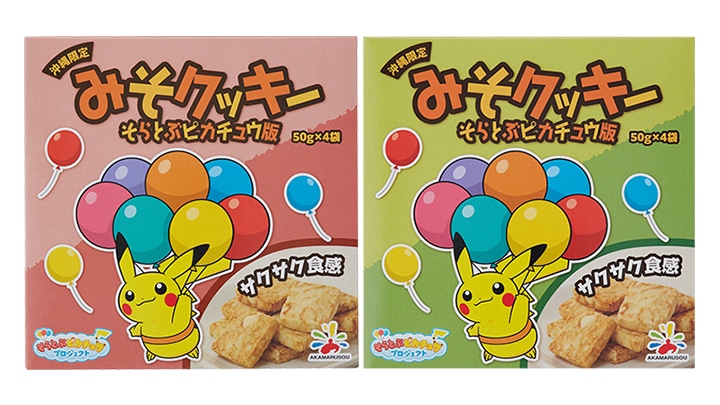 沖縄限定
みそクッキー
そらとぶピカチュウ版
50g×4袋
サクサク食感
そらとぶピカチュウ
プロジェクト
AKAMARUSOU
沖縄限定
みそクッキー
そらとぶピカチュウ版
50g×4袋
サクサク食感
そらとぶピカチュウ
プロジェクト
AKAMARUSOU